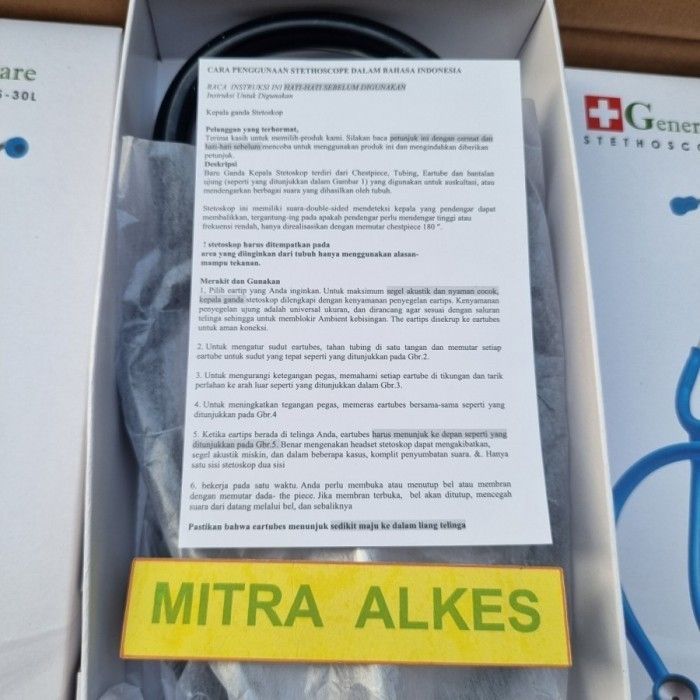 are
S-30L
CARA PENGGUNAAN STETHOSCOPE DALAM BAHASA INDONESIA
BACA INSTRUKSI INI HATI-HATI SEBELUM DIGUNAKAN
Instruksi Untuk Digunakan
Kepala ganda Stetoskop
Pelanggan yang terhormat,
Terima kasih untuk memilih-produk kami. Silakan baca petunjuk ini dengan cermat dan
hati-hati sebelum mencoba untuk menggunakan produk ini dan mengindahkan diberikan
petunjuk.
Deskripsi
Baru Ganda Kepala Stetoskop terdiri dari Chestpiece, Tubing, Eartube dan bantalan
ujung (seperti yang ditunjukkan dalam Gambar 1) yang digunakan untuk auskultasi, atau
mendengarkan berbagai suara yang dihasilkan oleh tubuh.
Stetoskop ini memiliki suara-double-sided mendeteksi kepala yang pendengar dapat
membalikkan, tergantung-ing pada apakah pendengar perlu mendengar tinggi atau
frekuensi rendah, hanya direalisasikan dengan memutar chestpiece 180 °.
! stetoskop harus ditempatkan pada
area yang diinginkan dari tubuh hanya menggunakan alasan-
mampu tekanan.
Merakit dan Gunakan
1. Pilih eartip yang Anda inginkan. Untuk maksimum segel akustik dan nyaman cocok,
kepala ganda stetoskop dilengkapi dengan kenyamanan penyegelan eartips. Kenyamanan
penyegelan ujung adalah universal ukuran, dan dirancang agar sesuai dengan saluran
telinga sehingga untuk memblokir Ambient kebisingan. The eartips disekrup ke eartubes
untuk aman koneksi.
2. Untuk mengatur sudut eartubes, tahan tubing di satu tangan dan memutar setiap
eartube untuk sudut yang tepat seperti yang ditunjukkan pada Gbr.2.
3. Untuk mengurangi ketegangan pegas, memahami setiap eartube di tikungan dan tarik
perlahan ke arah luar seperti yang ditunjukkan dalam Gbr.3.
4. Untuk meningkatkan tegangan pegas, memeras eartubes bersama-sama seperti yang
ditunjukkan pada Gbr.4
5. Ketika eartips berada di telinga Anda, eartubes harus menunjuk ke depan seperti yang
ditunjukkan pada Gbr.5. Benar mengenakan headset stetoskop dapat mengakibatkan,
segel akustik miskin, dan dalam beberapa kasus, komplit penyumbatan suara. &. Hanya
satu sisi stetoskop dua sisi
6. bekerja pada satu waktu. Anda perlu membuka atau menutup bel atau membran
dengan memutar dada- the piece. Jika membran terbuka, bel akan ditutup, mencegah
suara dari datang melalui bel, dan sebaliknya
Pastikan bahwa eartubes menunjuk sedikit maju ke dalam liang telinga
MITRA ALKES
Gener
STETHOSCO